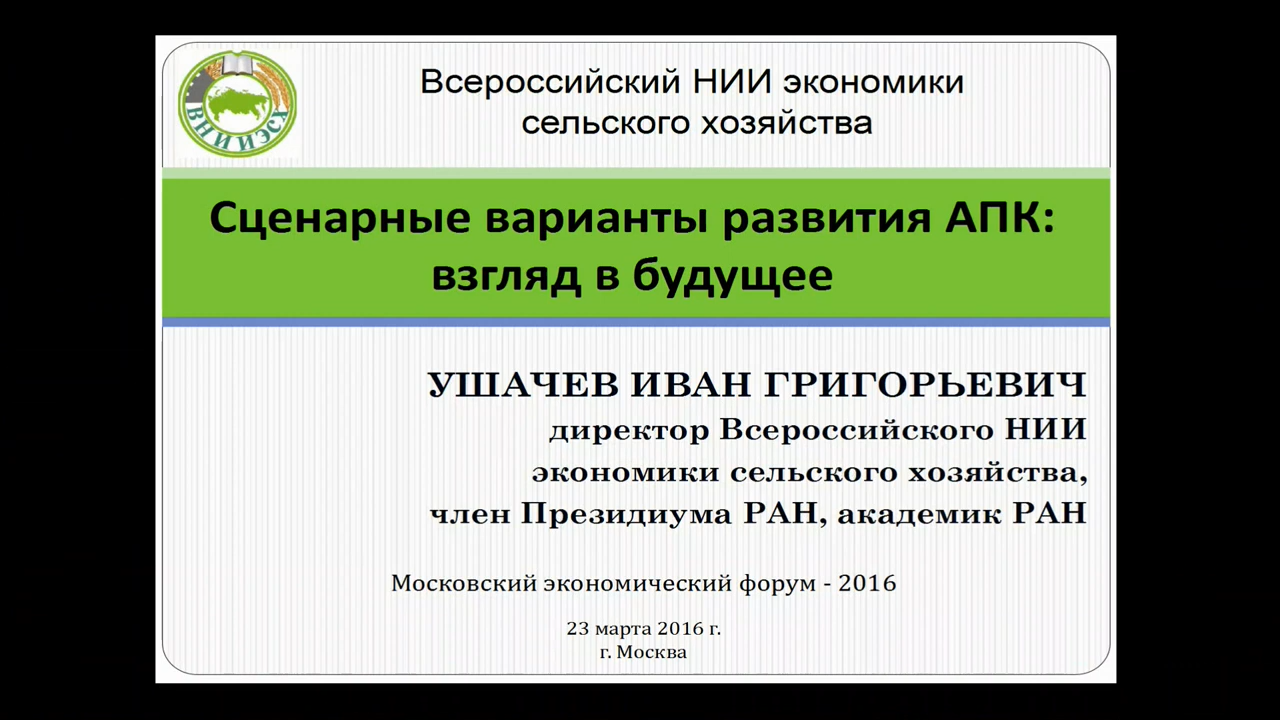 ВНИИЭСХ
Всероссийский НИИ экономики
сельского хозяйства
Сценарные варианты развития АПК:
взгляд в будущее
УШАЧЕВ ИВАН ГРИГОРЬЕВИЧ
директор Всероссийского НИИ
экономики сельского хозяйства,
член Президиума РАН, академик РАН
Московский экономический форум - 2016
23 марта 2016 г.
г. Москва